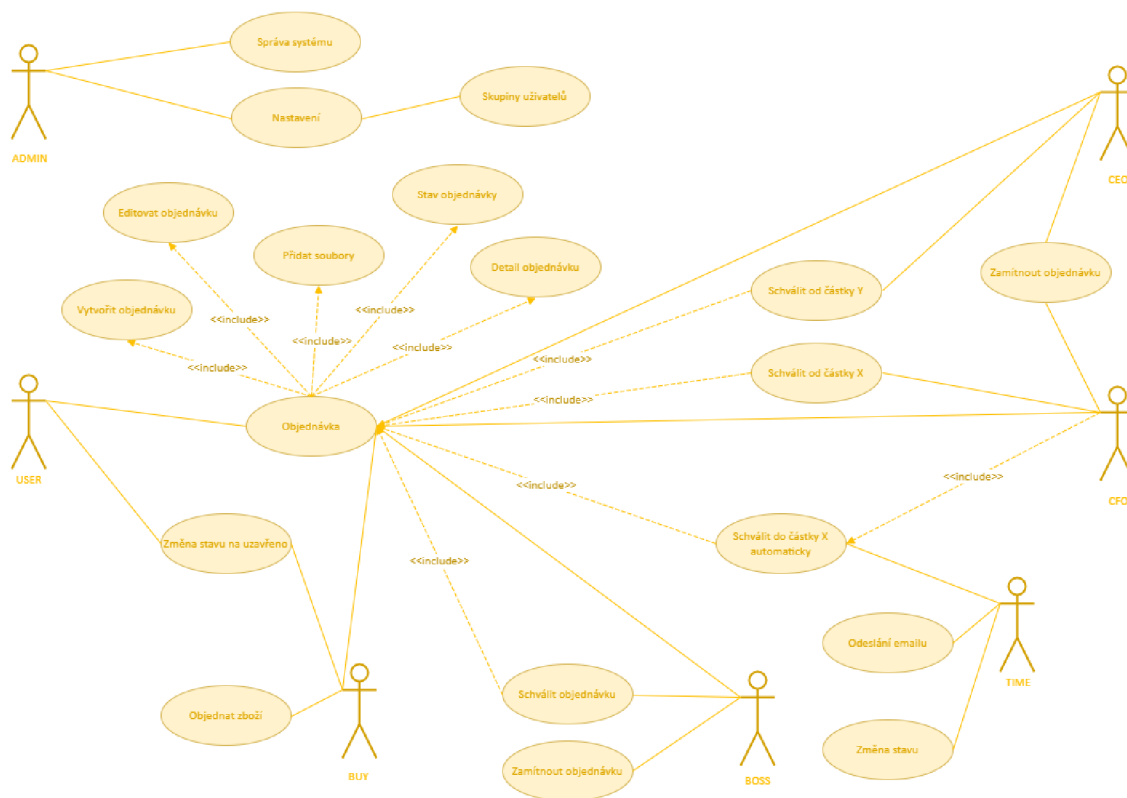 Správa systému
Skupiny uživatelů
Nastavení
ADMIN
CEO
Stav objednávky
Editovat objednávku
Přidat soubory
Detail objednávku
Zamítnout objednávku
Schválit od částky Y
Vytvořit objednávku
<<include>>
<<include>>
<<include>>
<<include>>
<<include>>
<<include>>
<<include>>
Schválit od částky X
Objednávka
USER
CFO
<<include>>
<<include>>
Schválit do částky X
automaticky
Změna stavu na uzavřeno
<<include>>
Odeslání emailu
TIME
Schválit objednávku
Objednat zboží
Změna stavu
Zamítnout objednávku
BUY
BOSS